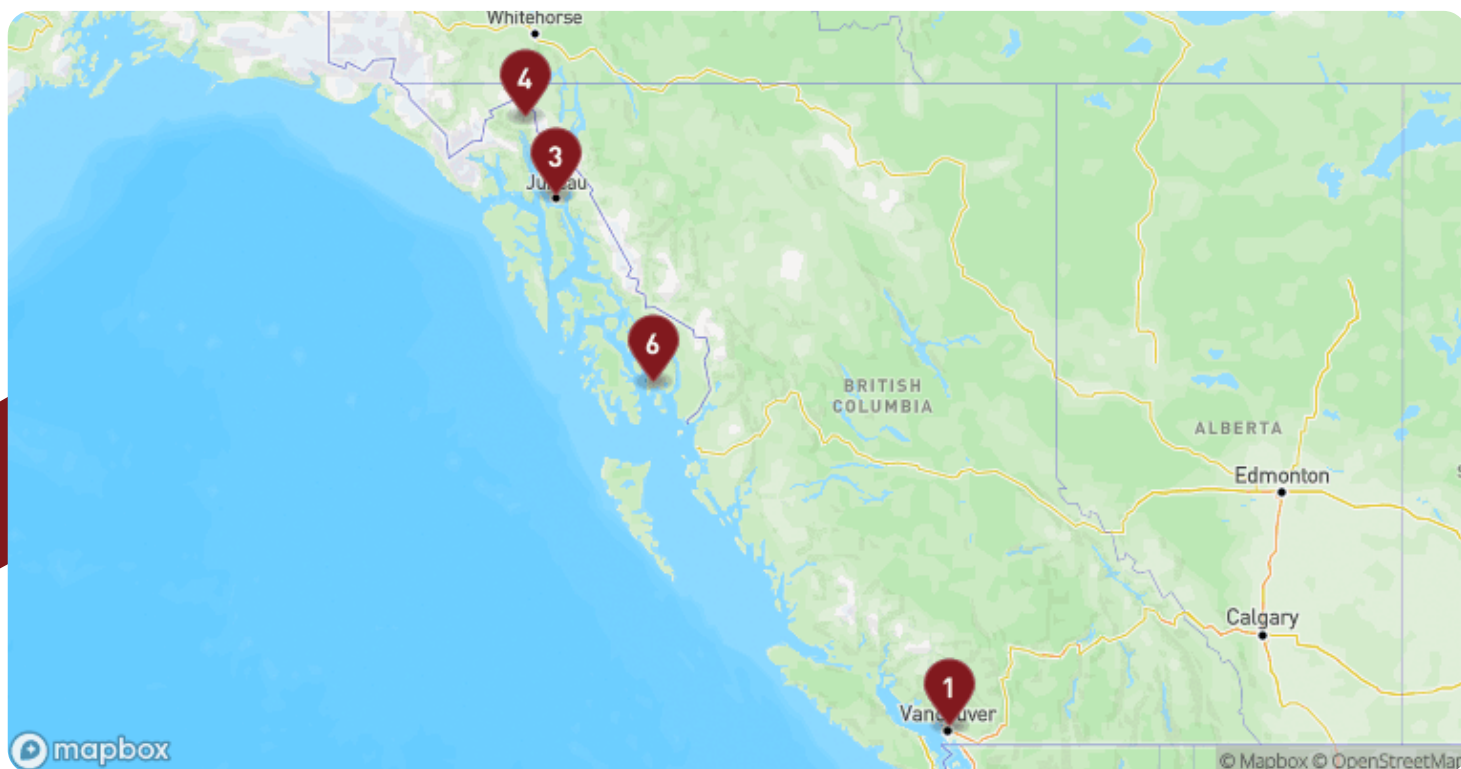 Whitehorse
4
3
Juneau
6
BRITISH
COLUMBIA
ALBERTA
Edmonton
Calgary
1
Vancouver
mapbox
© Mapbox © OpenStreetMap